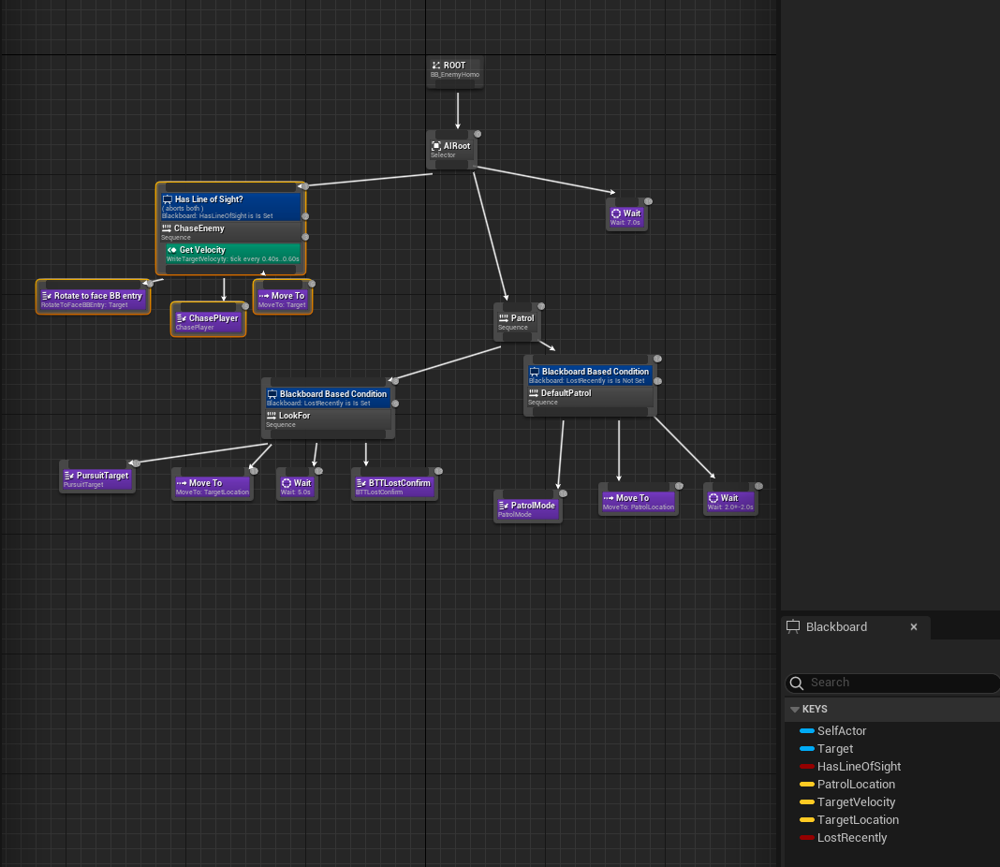 ROOT
BB_EnemyHomo
AIRoot
Selector
Has Line of Sight?
( aborts both )
Blackboard: HasLineOfSight is Is Set
ChaseEnemy
Sequence
Get Velocity
WriteTargetVelocyty: tick every 0.40s..0.60s
Wait
Wait: 7.0s
Rotate to face BB entry
RotateToFaceBBEntry: Target
ChasePlayer
ChasePlayer
Move To
MoveTo: Target
Patrol
Sequence
Blackboard Based Condition
Blackboard: LostRecently is Is Set
LookFor
Sequence
Blackboard Based Condition
Blackboard: LostRecently is Is Not Set
DefaultPatrol
Sequence
PursuitTarget
PursuitTarget
Move To
MoveTo: TargetLocation
Wait
Wait: 5.0s
BTTLostConfirm
BTTLostConfirm
PatrolMode
PatrolMode
Move To
MoveTo: PatrolLocation
Wait
Wait: 2.0+-2.0s
Blackboard
Search
KEYS
SelfActor
Target
HasLineOfSight
PatrolLocation
TargetVelocity
TargetLocation
LostRecently